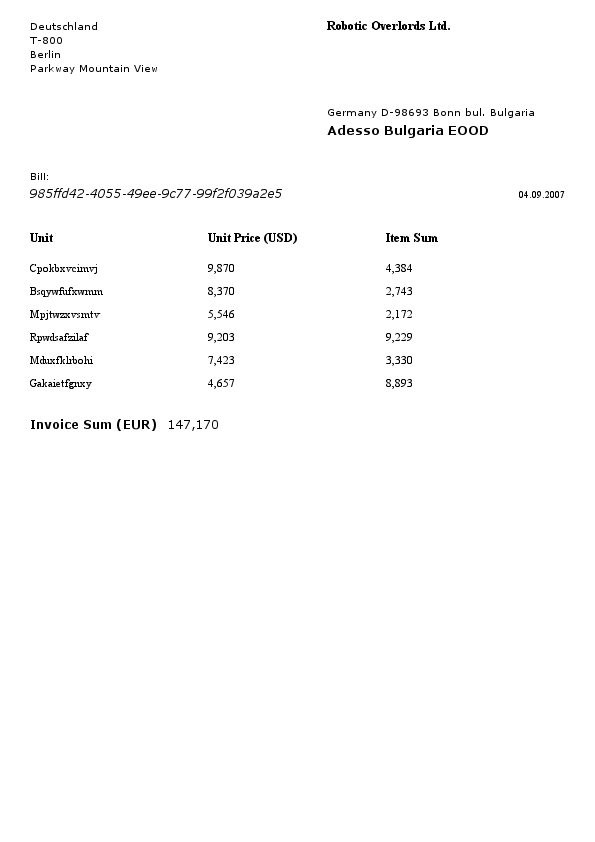 Deutschland
T-800
Berlin
Parkway Mountain View
Robotic Overlords Ltd.
Germany D-98693 Bonn bul. Bulgaria
Adesso Bulgaria EOOD
Bill:
985ffd42-4055-49ee-9c77-99f2f039a2e5
04.09.2007
Unit Unit Price (USD) Item Sum
Cpokbxvcimvj 9,870 4,384
Bsqywfufxwmm 8,370 2,743
Mpjtwzxvsmtv 5,546 2,172
Rpwdsafzilaf 9,203 9,229
Mduxfklrbohi 7,423 3,330
Gakaietfgnxy 4,657 8,893
Invoice Sum (EUR) 147,170